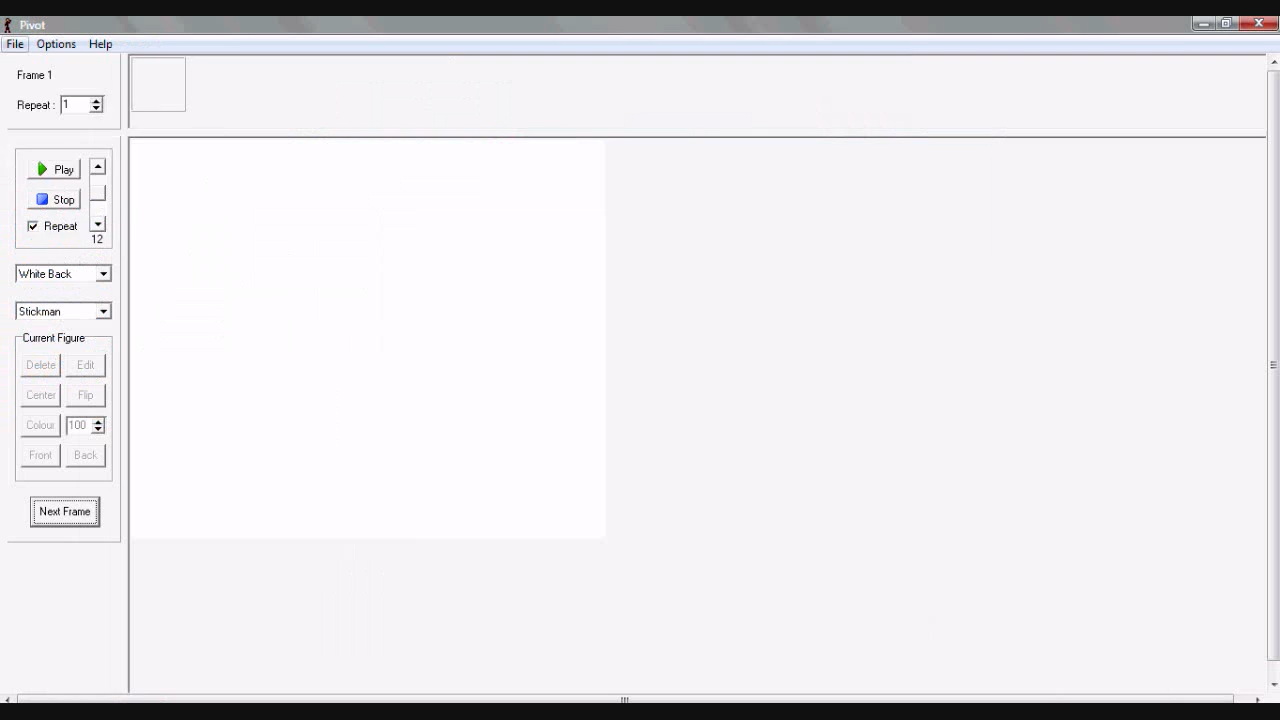 Pivot
File Options Help
Frame 1
Repeat : 1
Play
Stop
Repeat
12
White Back
Stickman
Current Figure
Delete Edit
Center Flip
Colour 100
Front Back
Next Frame